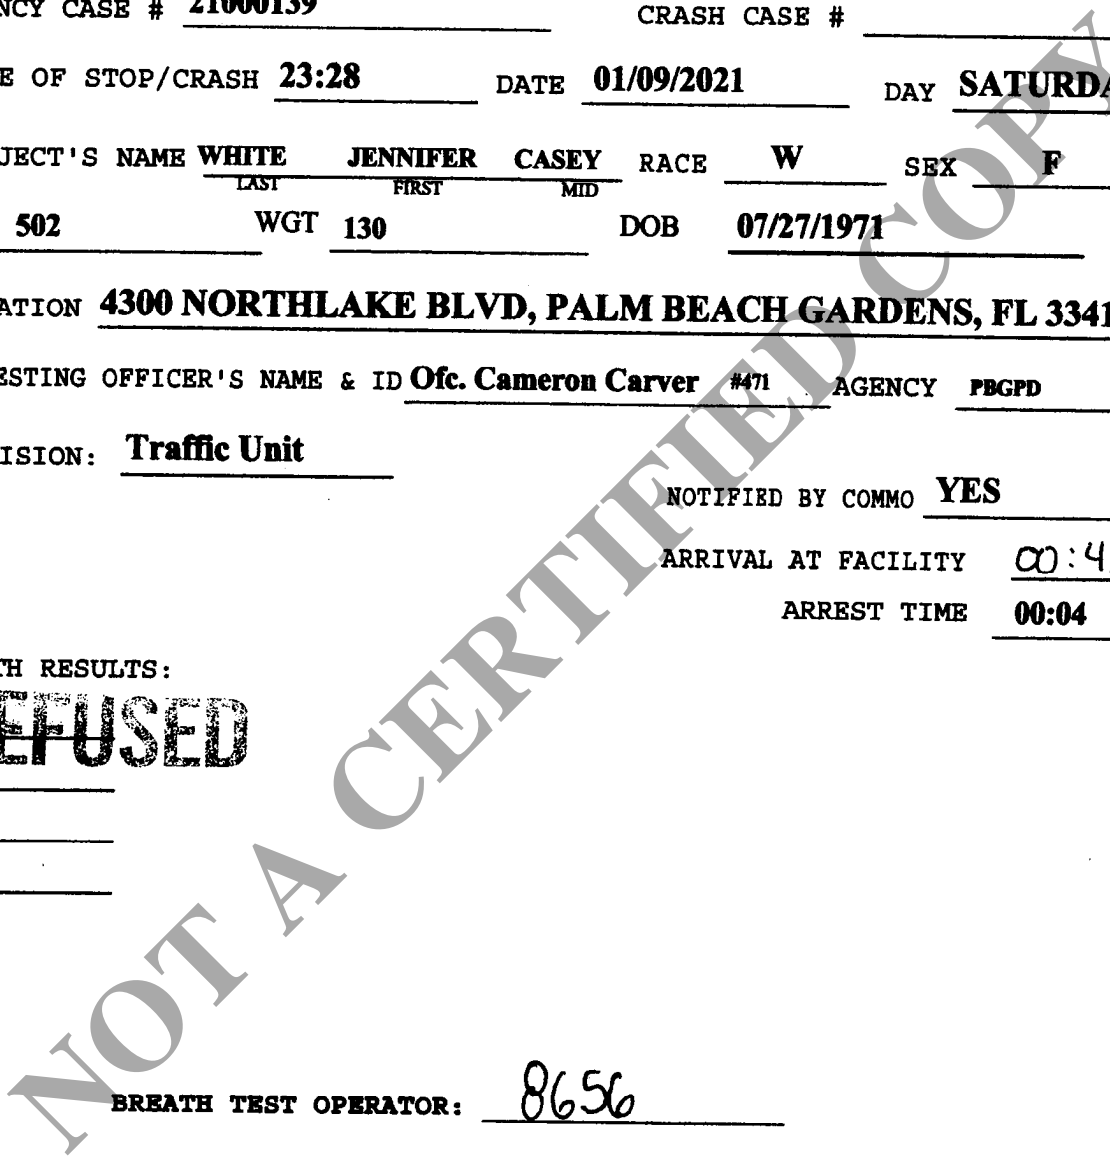 NCY CASE # 21000139 CRASH CASE #
E OF STOP/CRASH 23:28 DATE 01/09/2021 DAY SATURDA
JECT'S NAME WHITE JENNIFER CASEY RACE W SEX F
LAST FIRST MID
502 WGT 130 DOB 07/27/1971
ATION 4300 NORTHLAKE BLVD, PALM BEACH GARDENS, FL 3341
ESTING OFFICER'S NAME & ID Ofc. Cameron Carver #471 AGENCY PBGPD
ISION: Traffic Unit
NOTIFIED BY COMMO YES
ARRIVAL AT FACILITY 00:4
ARREST TIME 00:04
TH RESULTS:
EFUSED
BREATH TEST OPERATOR: 8656
NOT A CERTIFIED COPY